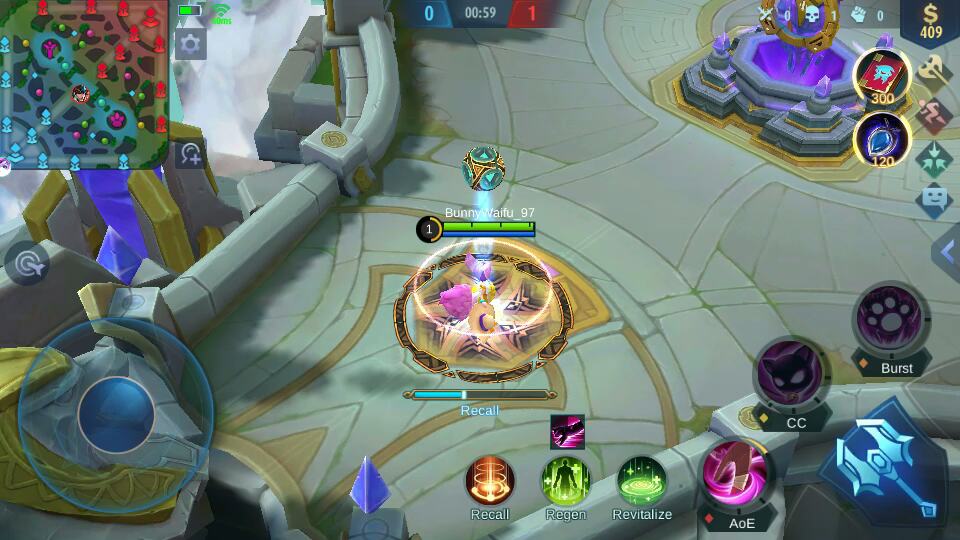 0
00:59
1
0
1
0
$
409
300
120
BunnyWaifu_97
1
Recall
Burst
CC
AoE
Recall
Regen
Revitalize